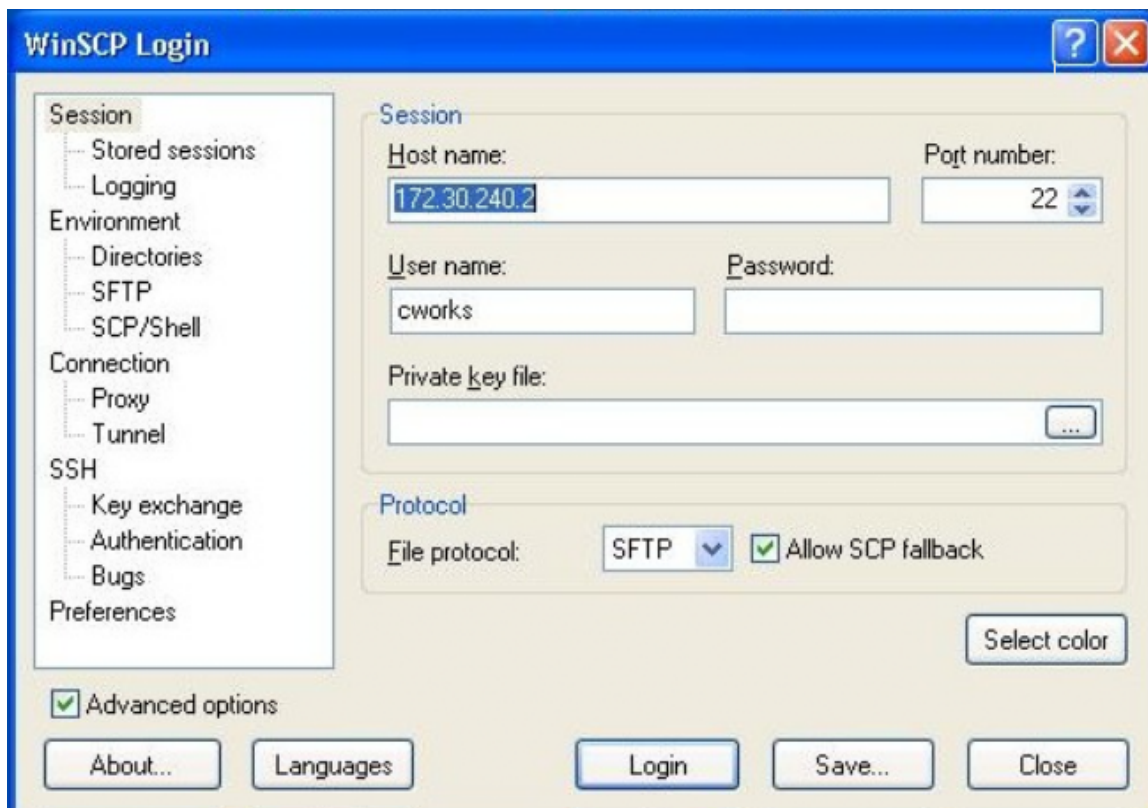 WinSCP Login
Session
Stored sessions
Logging
Environment
Directories
SFTP
SCP/Shell
Connection
Proxy
Tunnel
SSH
Key exchange
Authentication
Bugs
Preferences
Advanced options
Session
Host name:
Port number:
172.30.240.2
22
User name:
Password:
cworks
Private key file:
...
Protocol
File protocol:
SFTP
Allow SCP fallback
Select color
About...
Languages
Login
Save...
Close